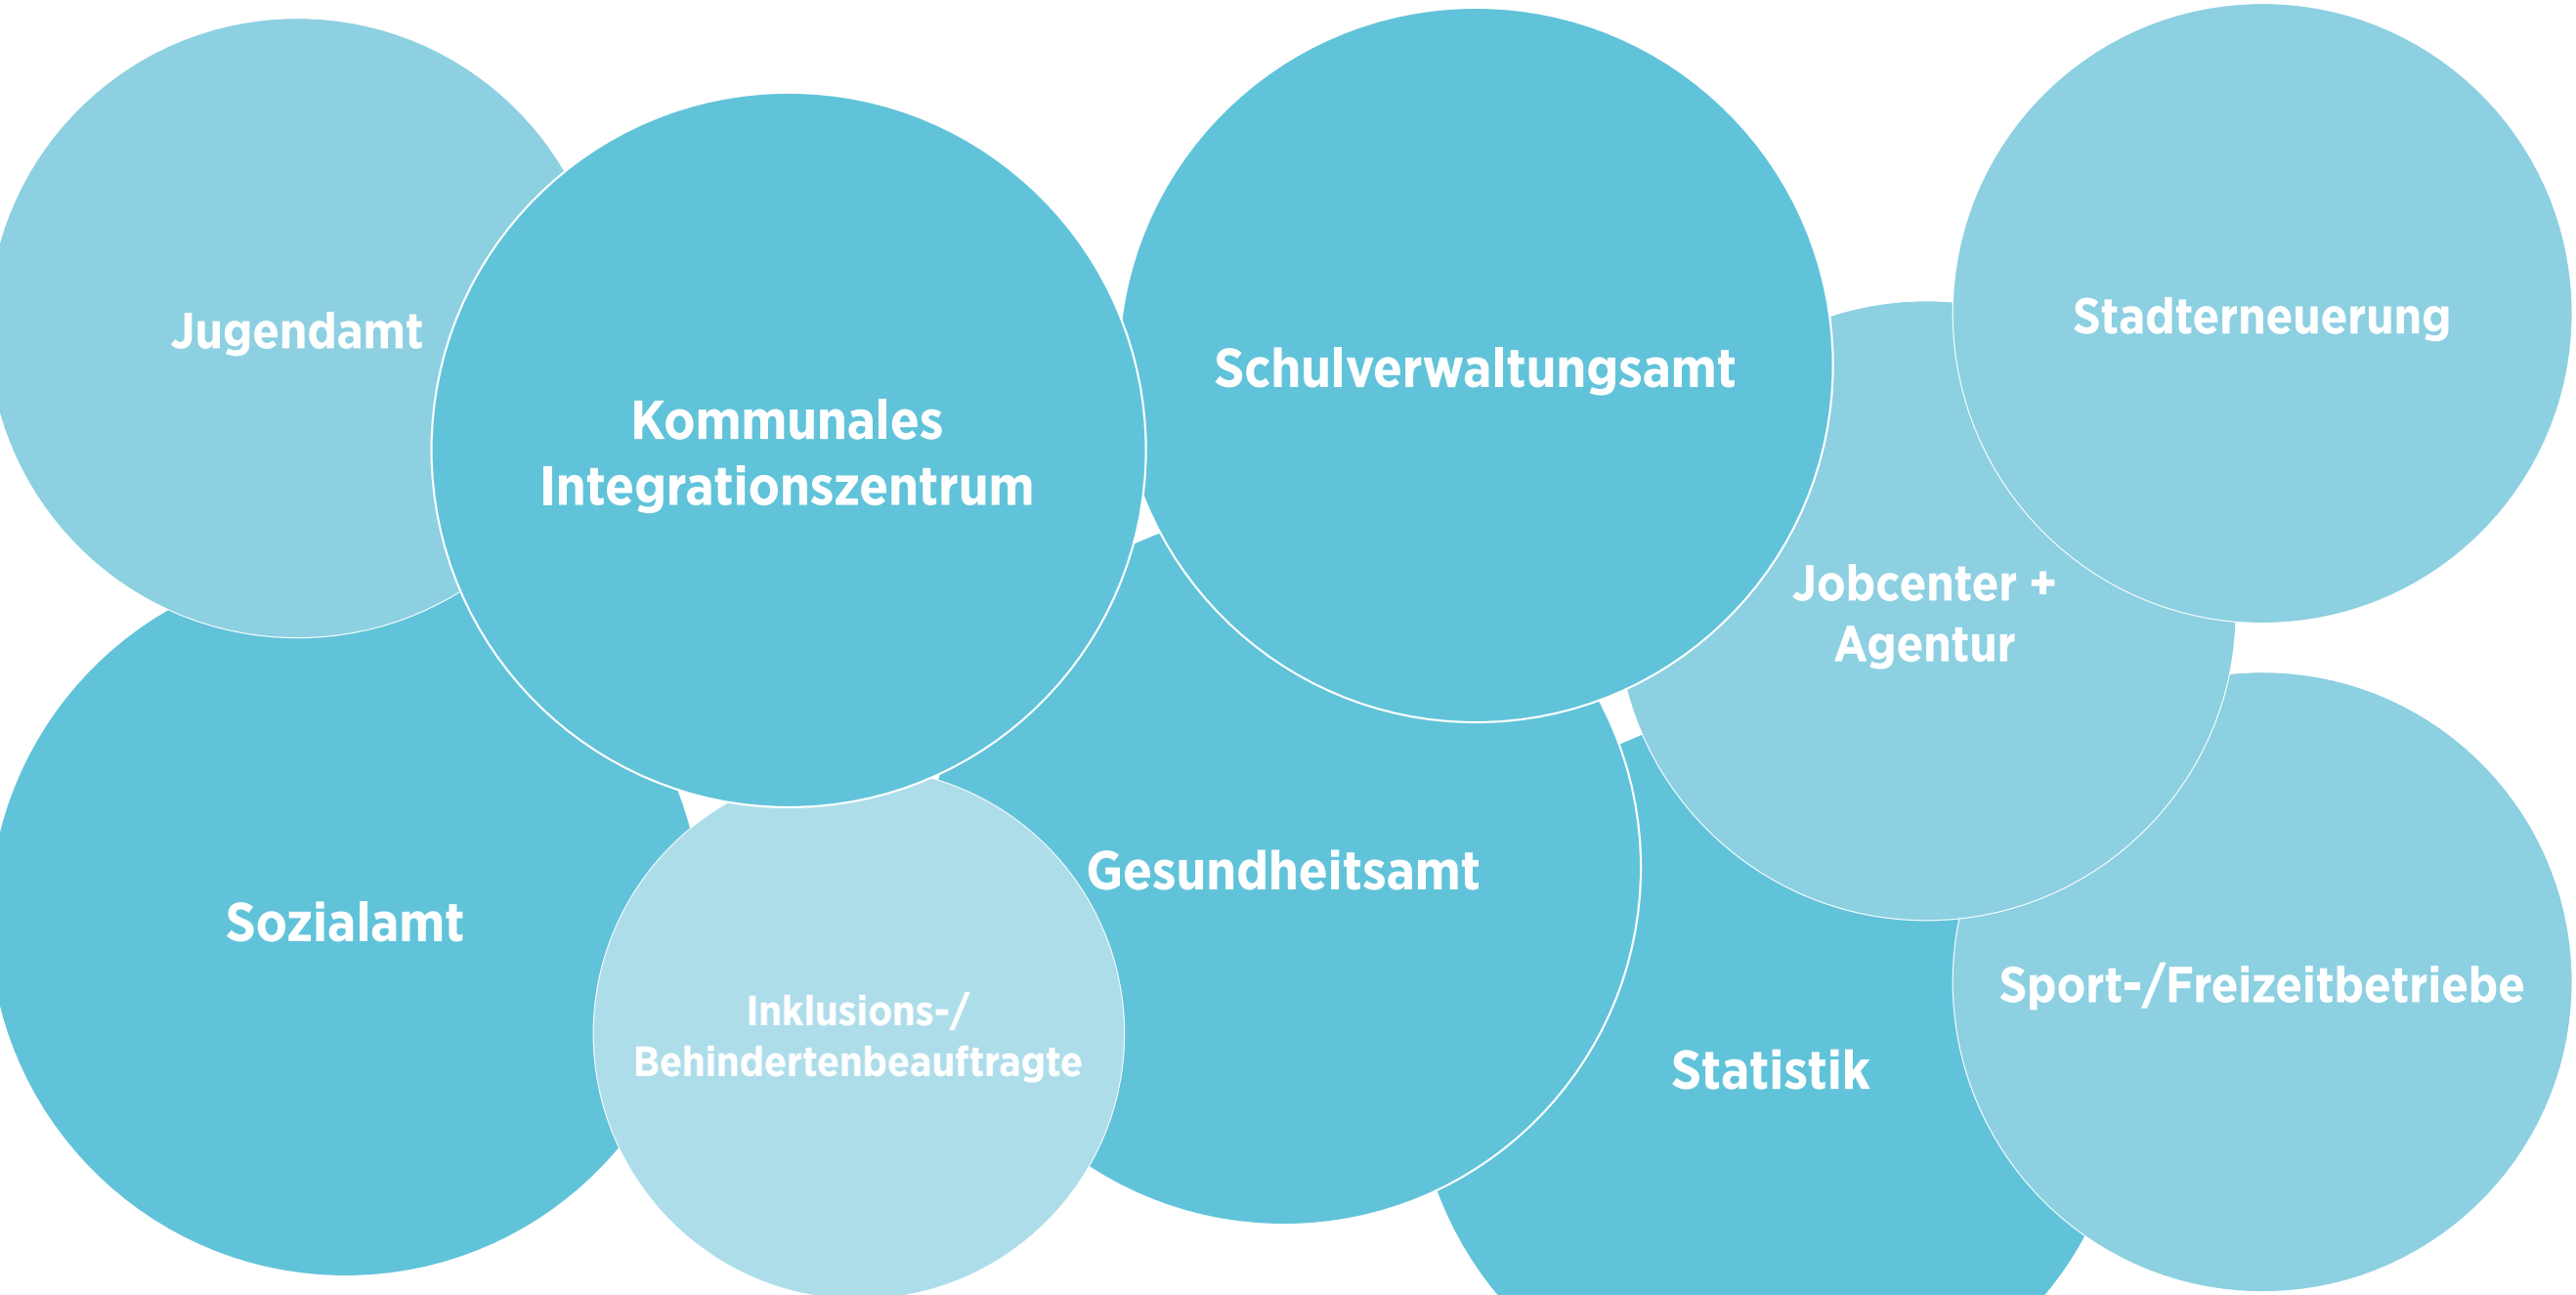 Jugendamt
Kommunales
Integrationszentrum
Schulverwaltungsamt
Stadterneuerung
Jobcenter +
Agentur
Sozialamt
Inklusions-/
Behindertenbeauftragte
Gesundheitsamt
Statistik
Sport-/Freizeitbetriebe